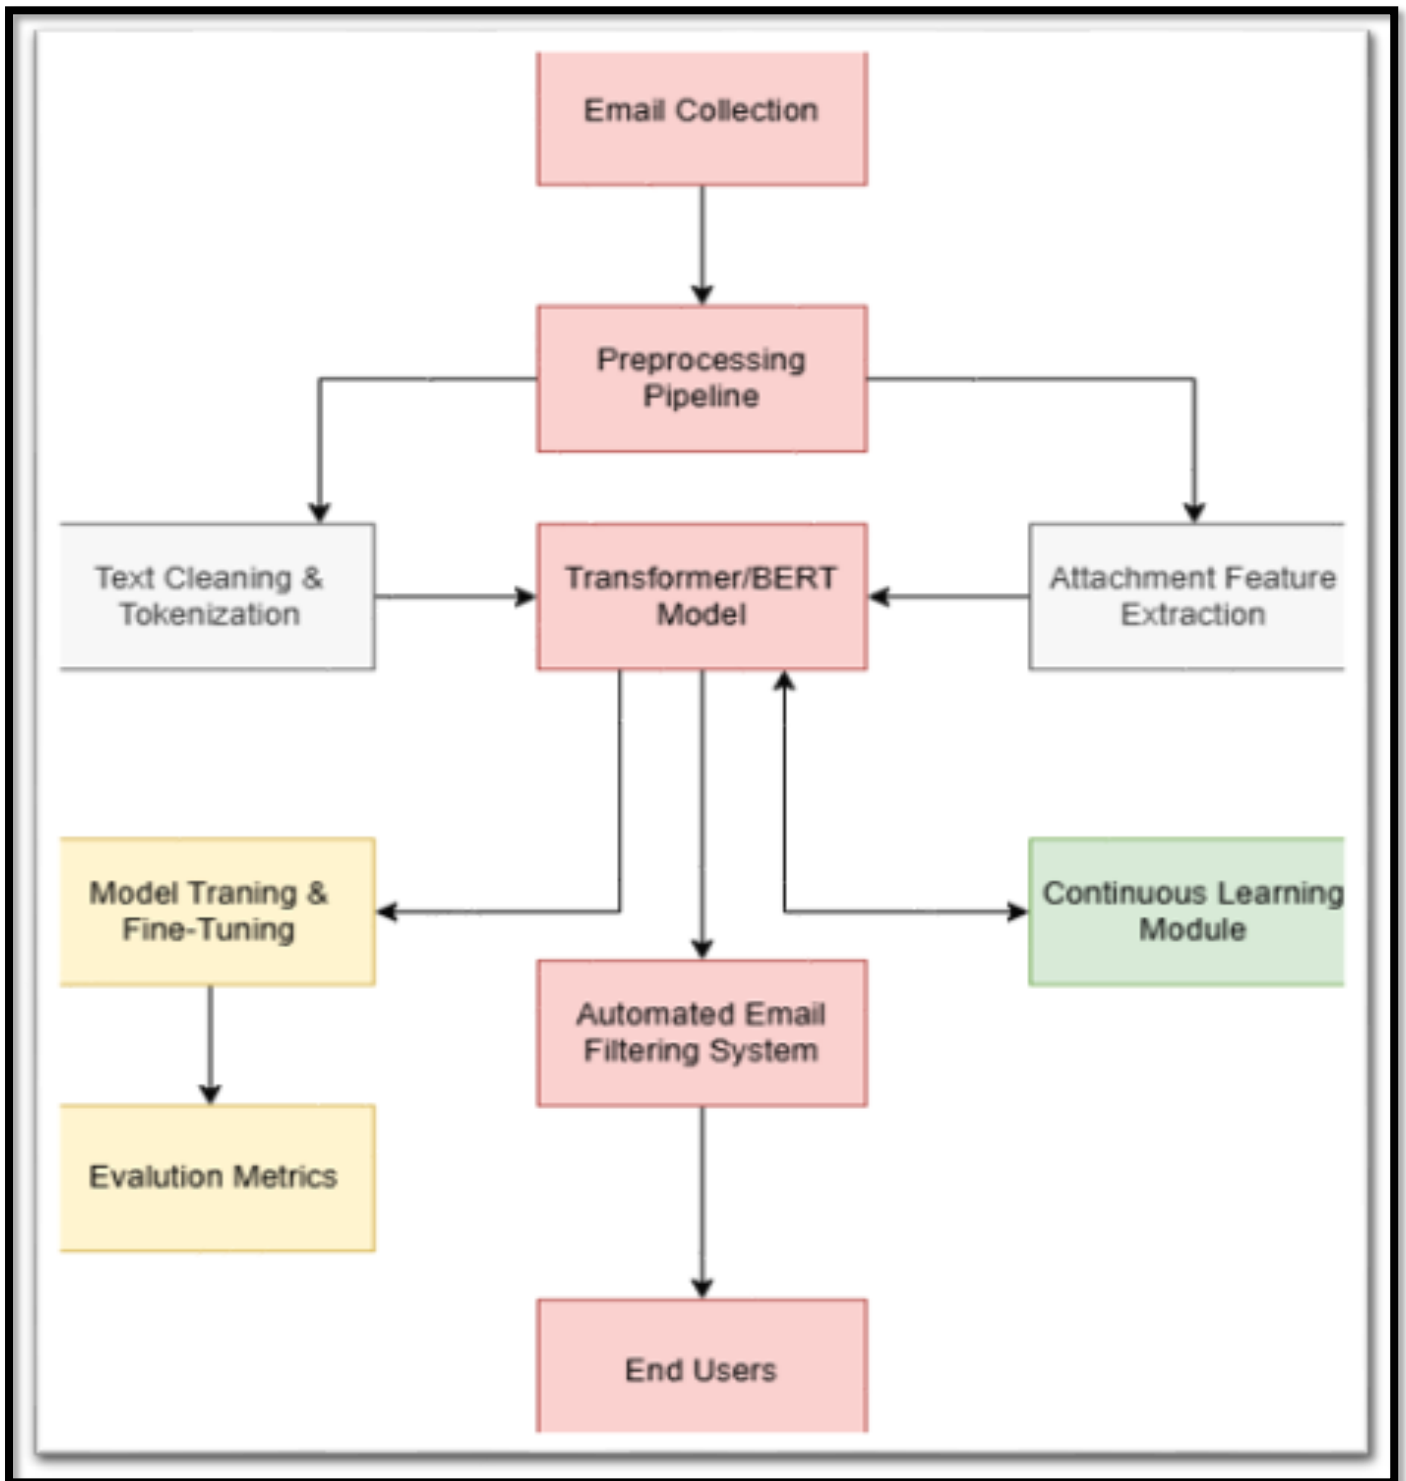 Email Collection
Preprocessing
Pipeline
Text Cleaning &
Tokenization
Transformer/BERT
Model
Attachment Feature
Extraction
Model Traning &
Fine-Tuning
Continuous Learning
Module
Automated Email
Filtering System
Evalution Metrics
End Users